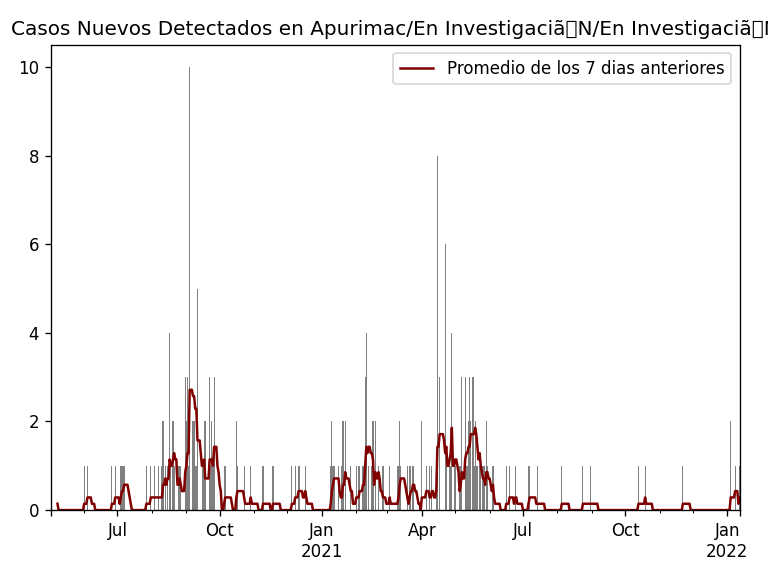 Casos Nuevos Detectados en Apurimac/En Investigaciã▯N/En Investigaciã▯N
Promedio de los 7 dias anteriores
10
8
6
4
2
0
Jul Oct Jan Apr Jul Oct Jan
2021 2022